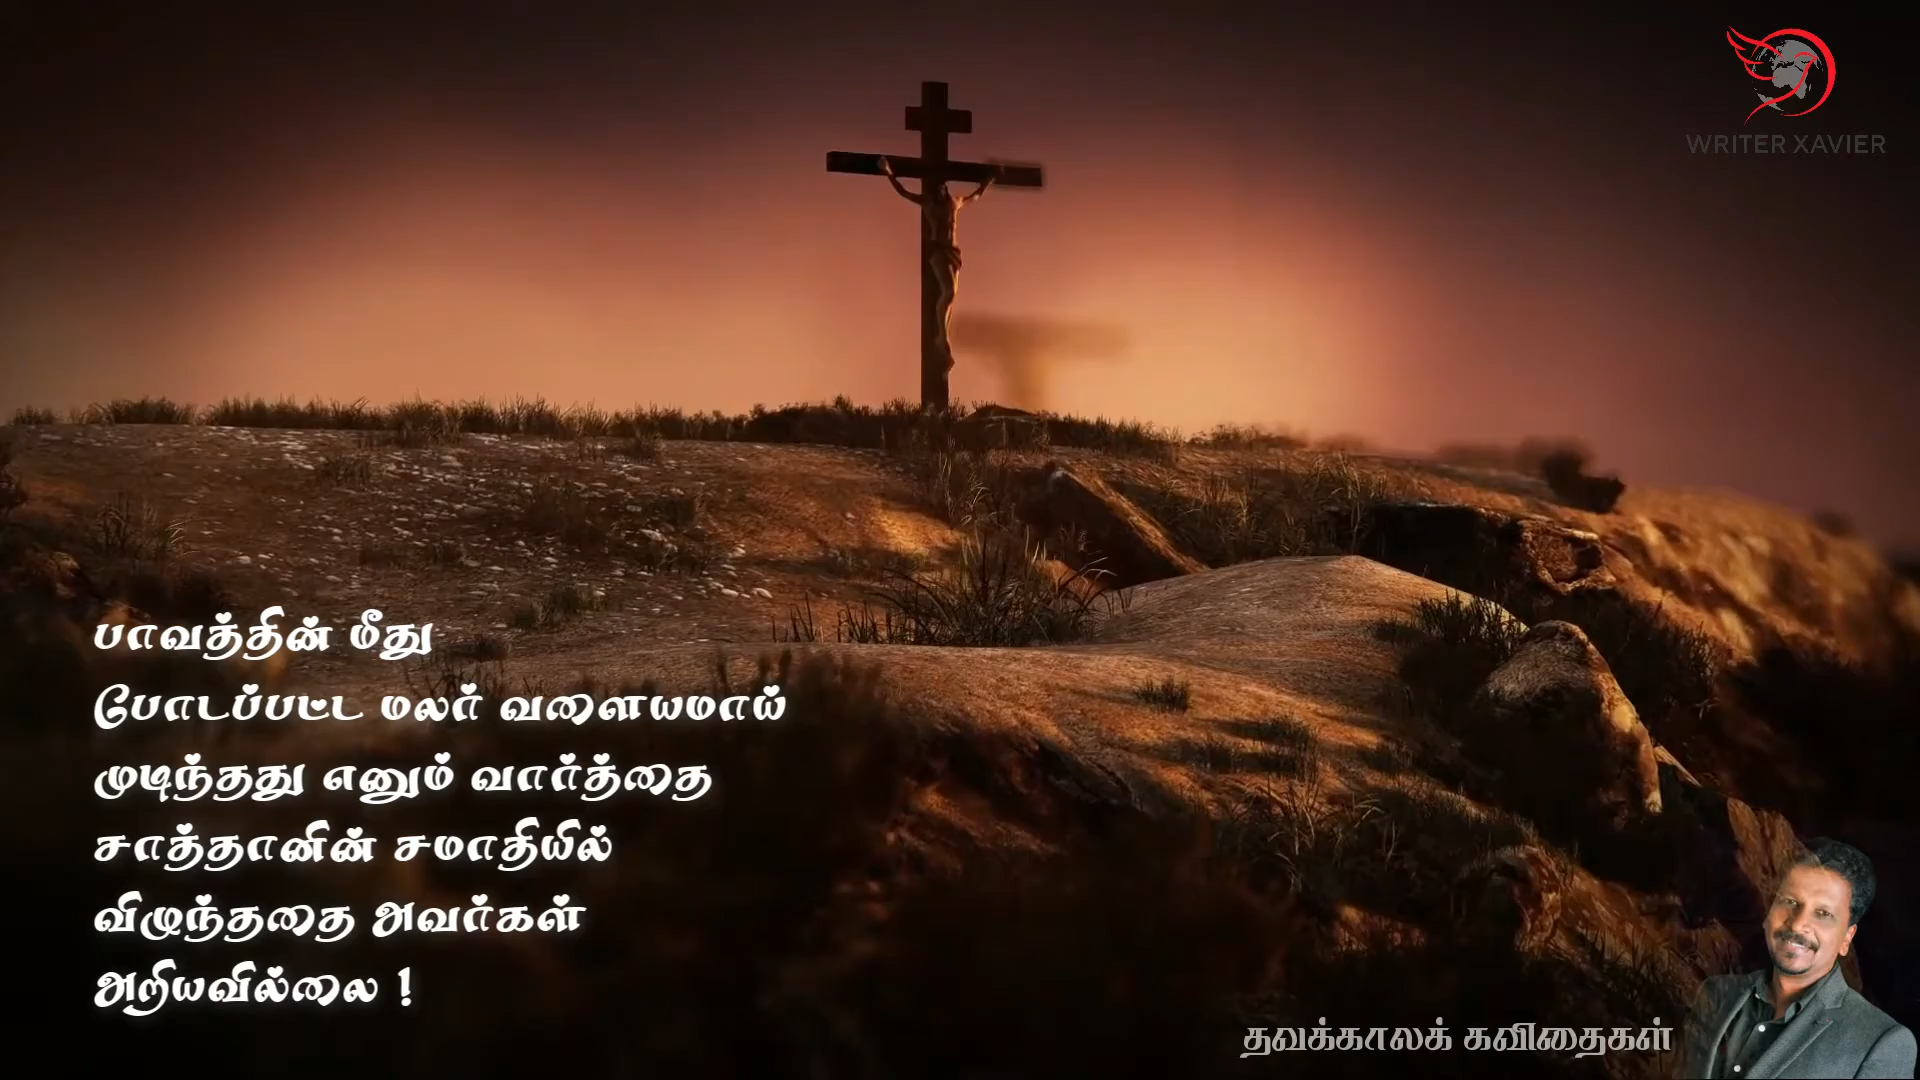 WRITER XAVIER
பாவத்தின் மீது
போடப்பட்ட மலர் வளையமாய்
முடிந்தது எனும் வார்த்தை
சாத்தானின் சமாதியில்
விழுந்ததை அவர்கள்
அறியவில்லை !
தவக்காலக் கவிதைகள்